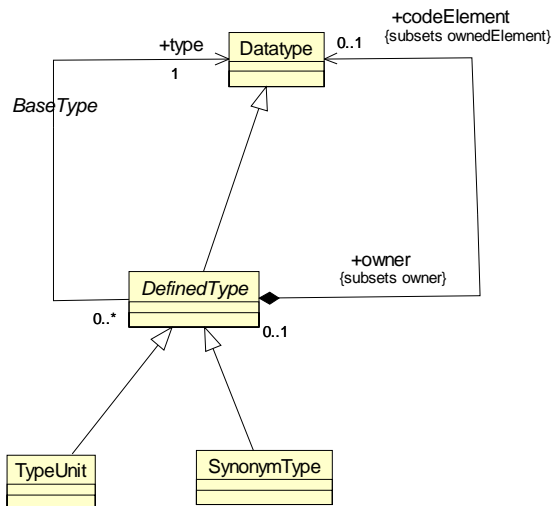 +codeElement
{subsets ownedElement}
0..1
+type
Datatype
1
BaseType
+owner
{subsets owner}
DefinedType
0..*
0..1
TypeUnit
SynonymType